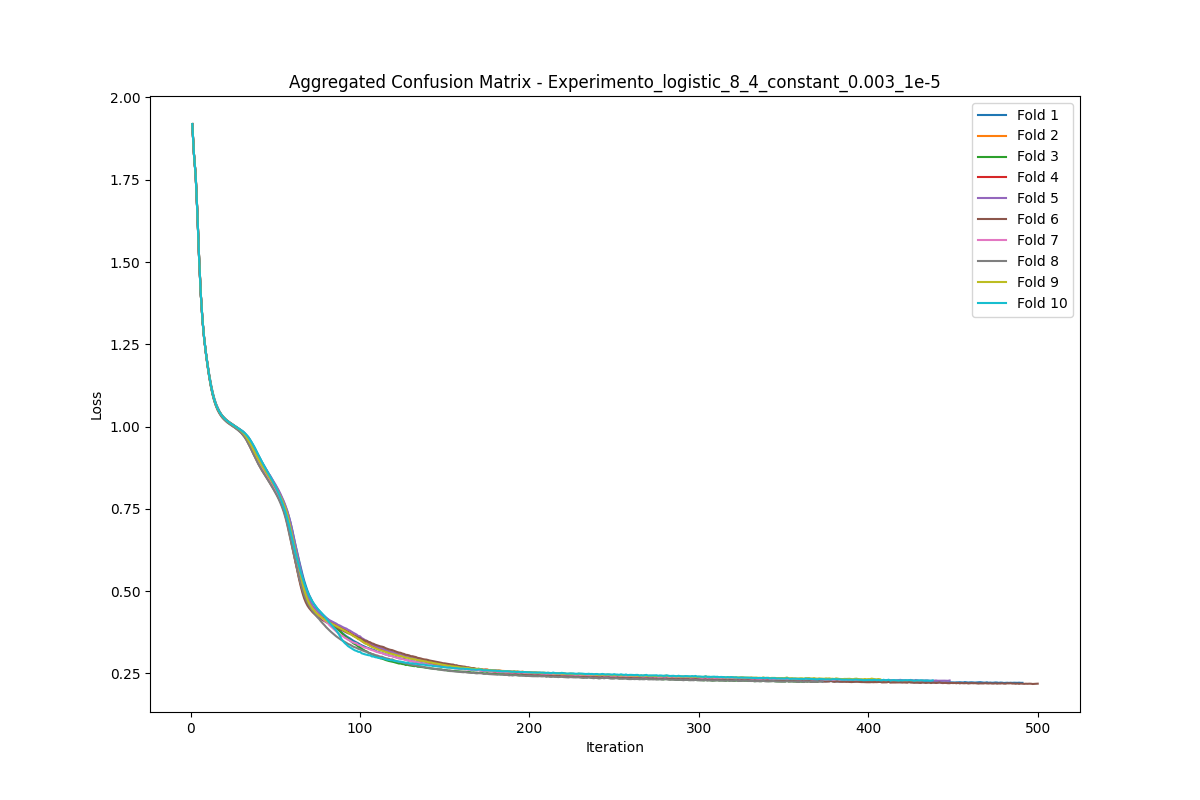 Aggregated Confusion Matrix - Experimento_logistic_8_4_constant_0.003_1e-5
2.00
1.75
1.50
1.25
1.00
0.75
0.50
0.25
Loss
Fold 1
Fold 2
Fold 3
Fold 4
Fold 5
Fold 6
Fold 7
Fold 8
Fold 9
Fold 10
0 100 200 300 400 500
Iteration